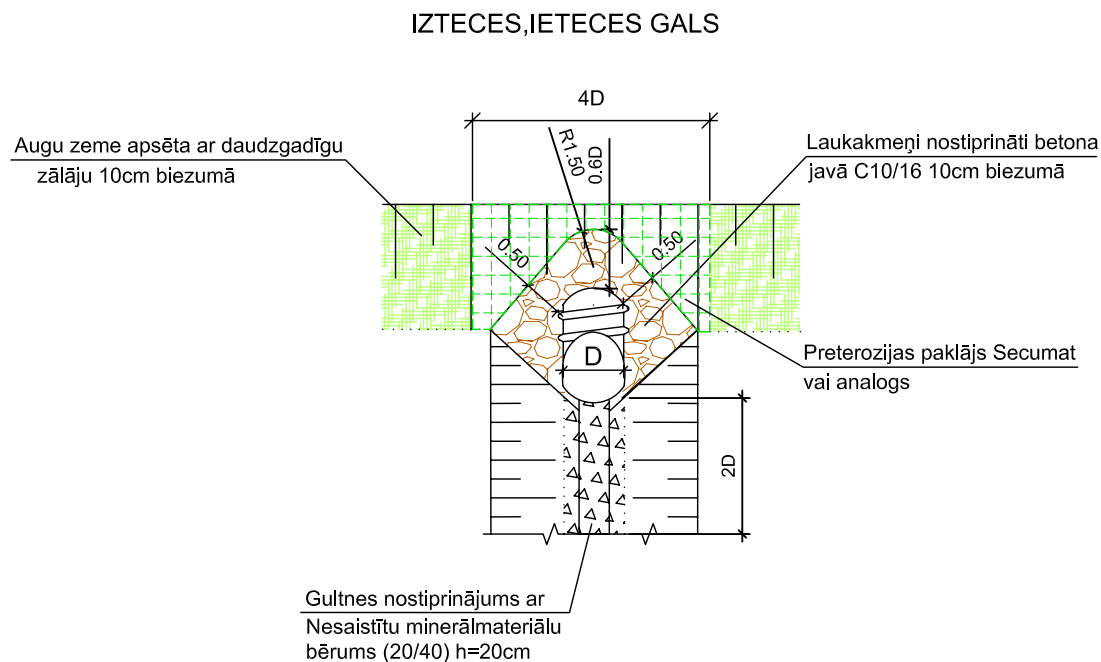 IZTECES,IETECES GALS
4D
Augu zeme apsēta ar daudzgadīgu
zālāju 10cm biezumā
R1.50
0.6D
Laukakmeņi nostiprināti betona
javā C10/16 10cm biezumā
0.50
0.50
D
Preterozijas paklājs Secumat
vai analogs
2D
Gultnes nostiprinājums ar
Nesaistītu minerālmateriālu
bērums (20/40) h=20cm